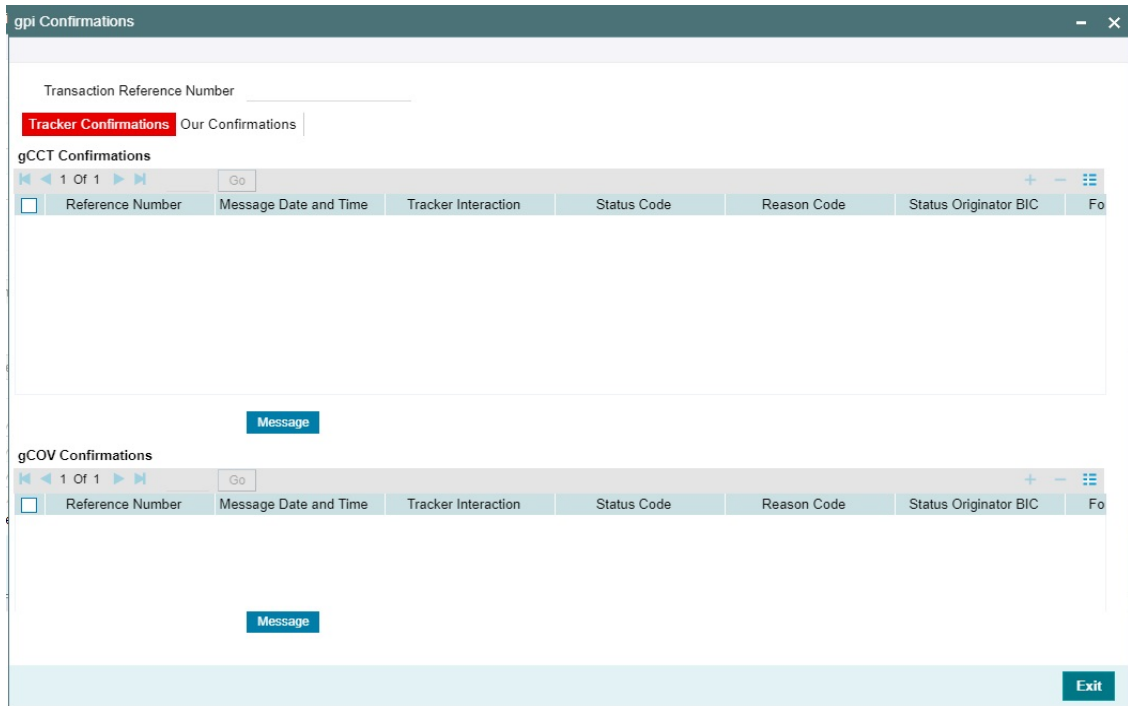 gpi Confirmations
Transaction Reference Number
Tracker Confirmations Our Confirmations
gCCT Confirmations
1 Of 1 Go
Reference Number Message Date and Time Tracker Interaction Status Code Reason Code Status Originator BIC Fo
Message
gCOV Confirmations
1 Of 1 Go
Reference Number Message Date and Time Tracker Interaction Status Code Reason Code Status Originator BIC Fo
Message
Exit